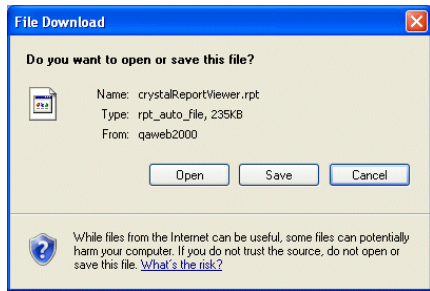 File Download
Do you want to open or save this file?
Name: crystalReportViewer.rpt
Type: rpt_auto_file, 235KB
From: qaweb2000
Open Save Cancel
While files from the Internet can be useful, some files can potentially
harm your computer. If you do not trust the source, do not open or
save this file. What's the risk?